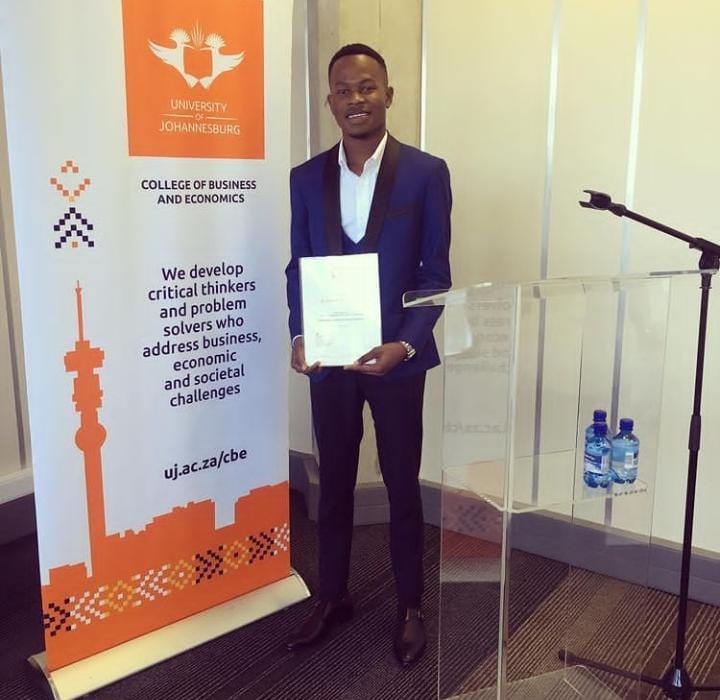 UNIVERSITY
OF
JOHANNESBURG
COLLEGE OF BUSINESS
AND ECONOMICS
We develop
critical thinkers
and problem
solvers who
address business,
economic
and societal
challenges
uj.ac.za/cbe